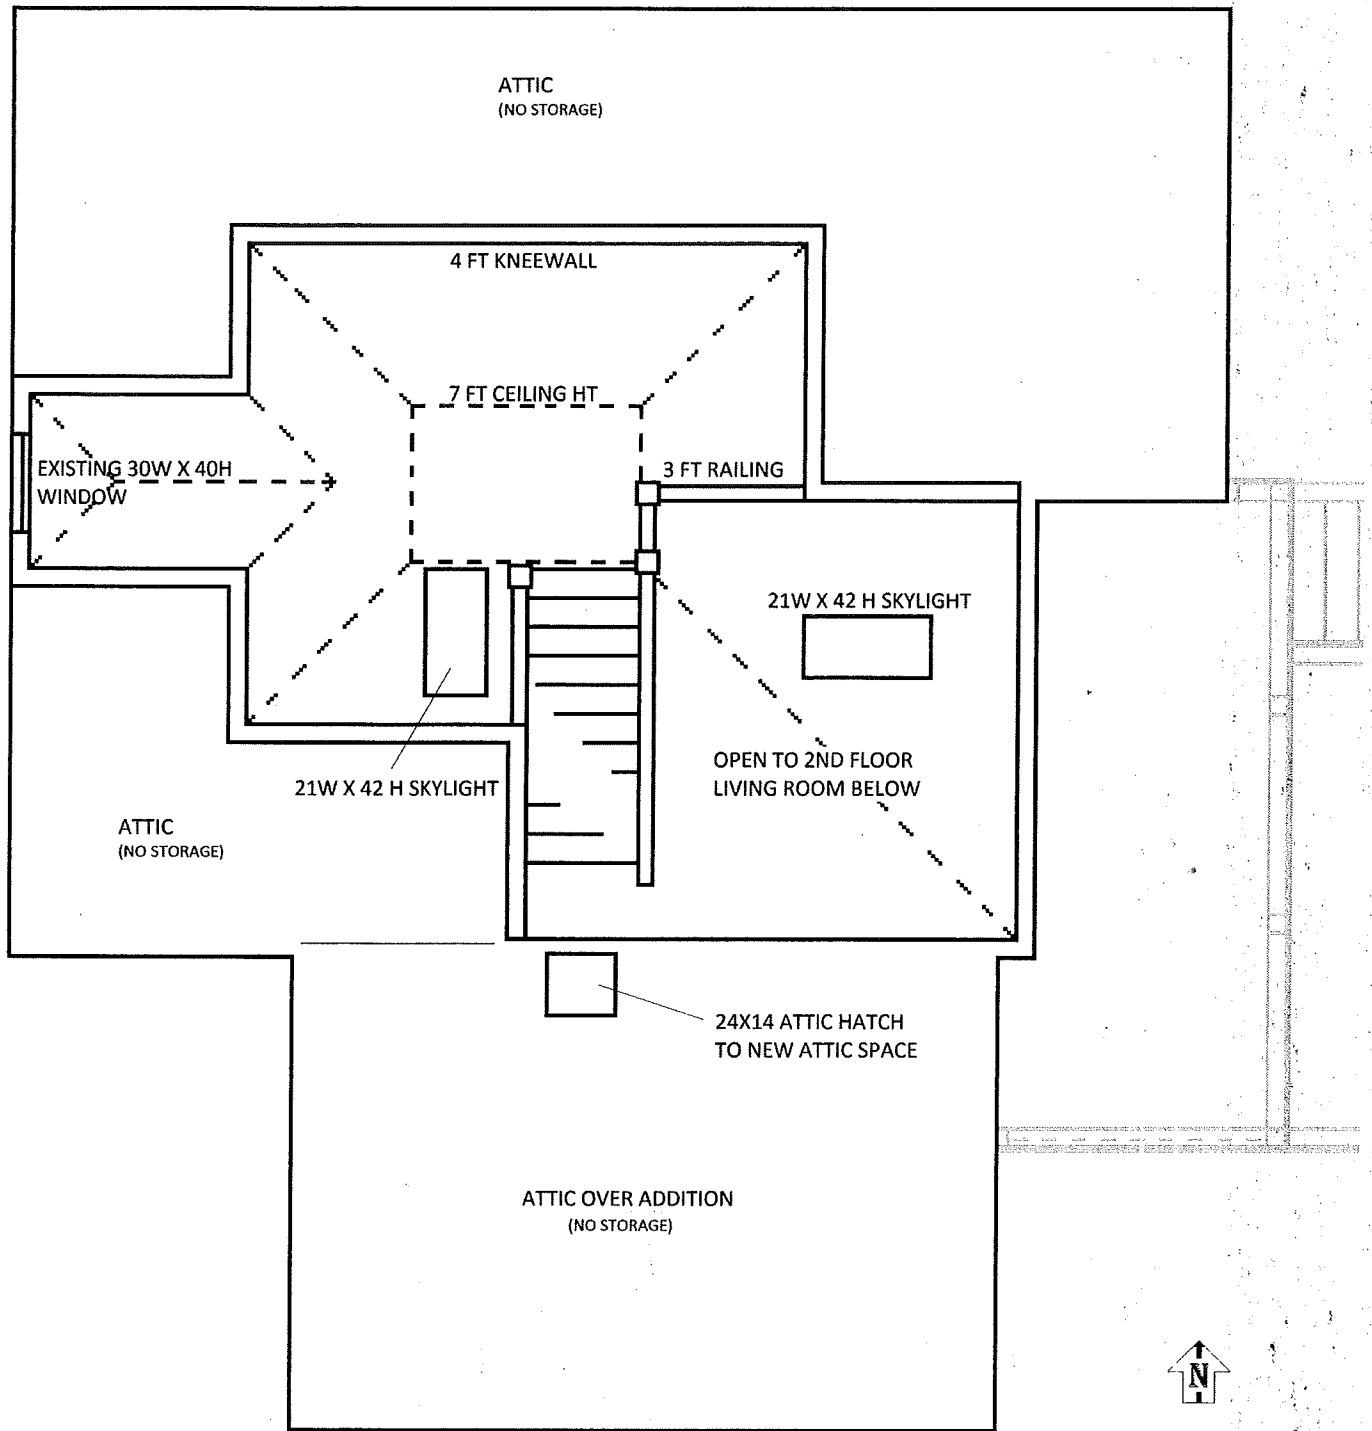 ATTIC
(NO STORAGE)
4 FT KNEEWALL
7 FT CEILING HT
EXISTING 30W X 40H
WINDOW
3 FT RAILING
21W X 42 H SKYLIGHT
OPEN TO 2ND FLOOR
LIVING ROOM BELOW
21W X 42 H SKYLIGHT
ATTIC
(NO STORAGE)
24X14 ATTIC HATCH
TO NEW ATTIC SPACE
ATTIC OVER ADDITION
(NO STORAGE)
N